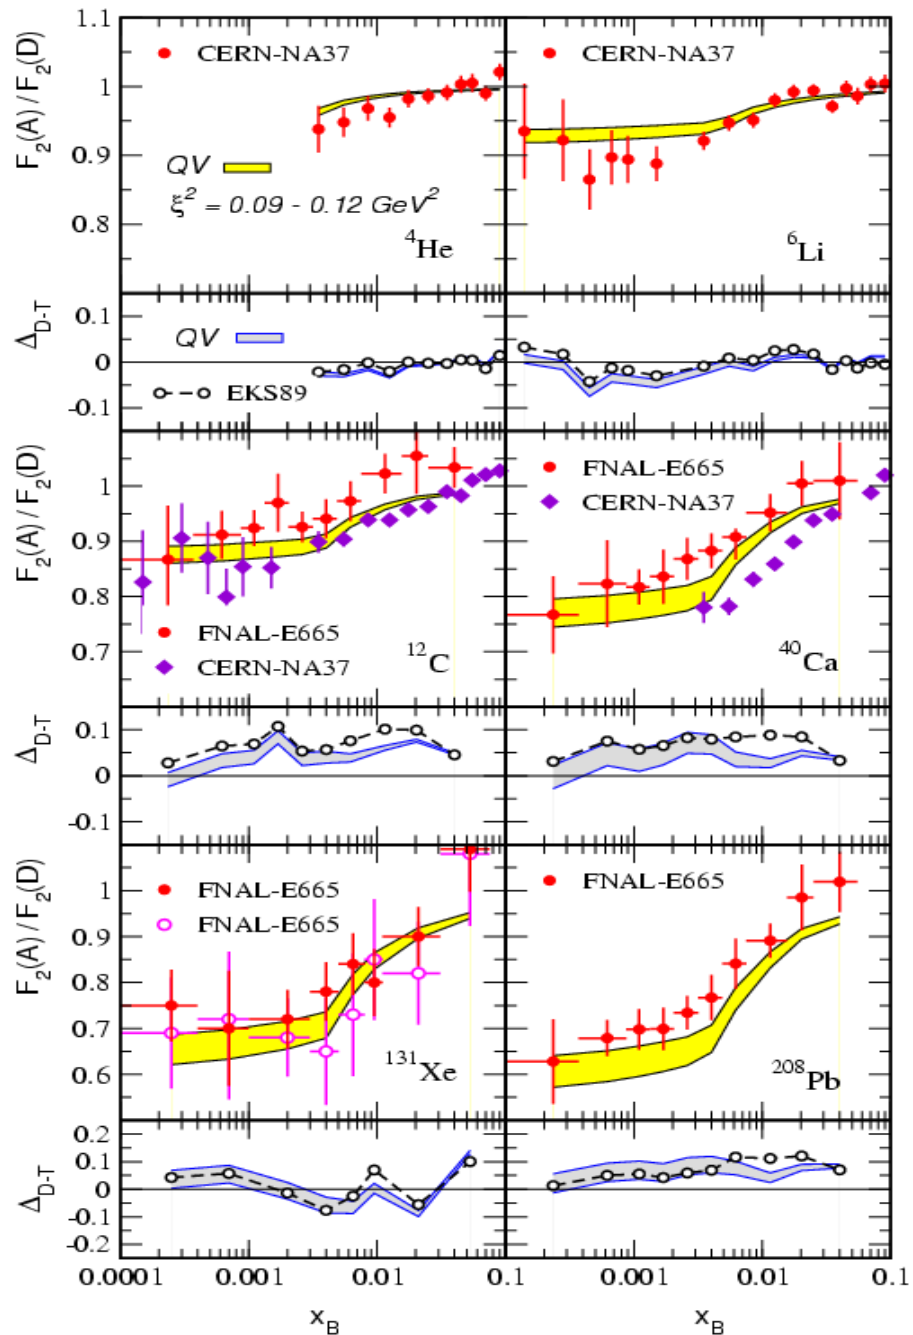 1.1
1
0.9
0.8
F₂(A) / F₂(D)
CERN-NA37
QV
ξ² = 0.09 - 0.12 GeV²
⁴He
CERN-NA37
⁶Li
0.1
0
-0.1
Δ_D-T
QV
EKS89
1
0.9
0.8
0.7
F₂(A) / F₂(D)
FNAL-E665
CERN-NA37
¹²C
FNAL-E665
CERN-NA37
⁴⁰Ca
0.1
0
-0.1
Δ_D-T
1
0.9
0.8
0.7
0.6
F₂(A) / F₂(D)
FNAL-E665
FNAL-E665
¹³¹Xe
FNAL-E665
²⁰⁸Pb
0.2
0.1
0
-0.1
-0.2
Δ_D-T
0.0001 0.001 0.01 0.1 0.001 0.01 0.1
x_B x_B